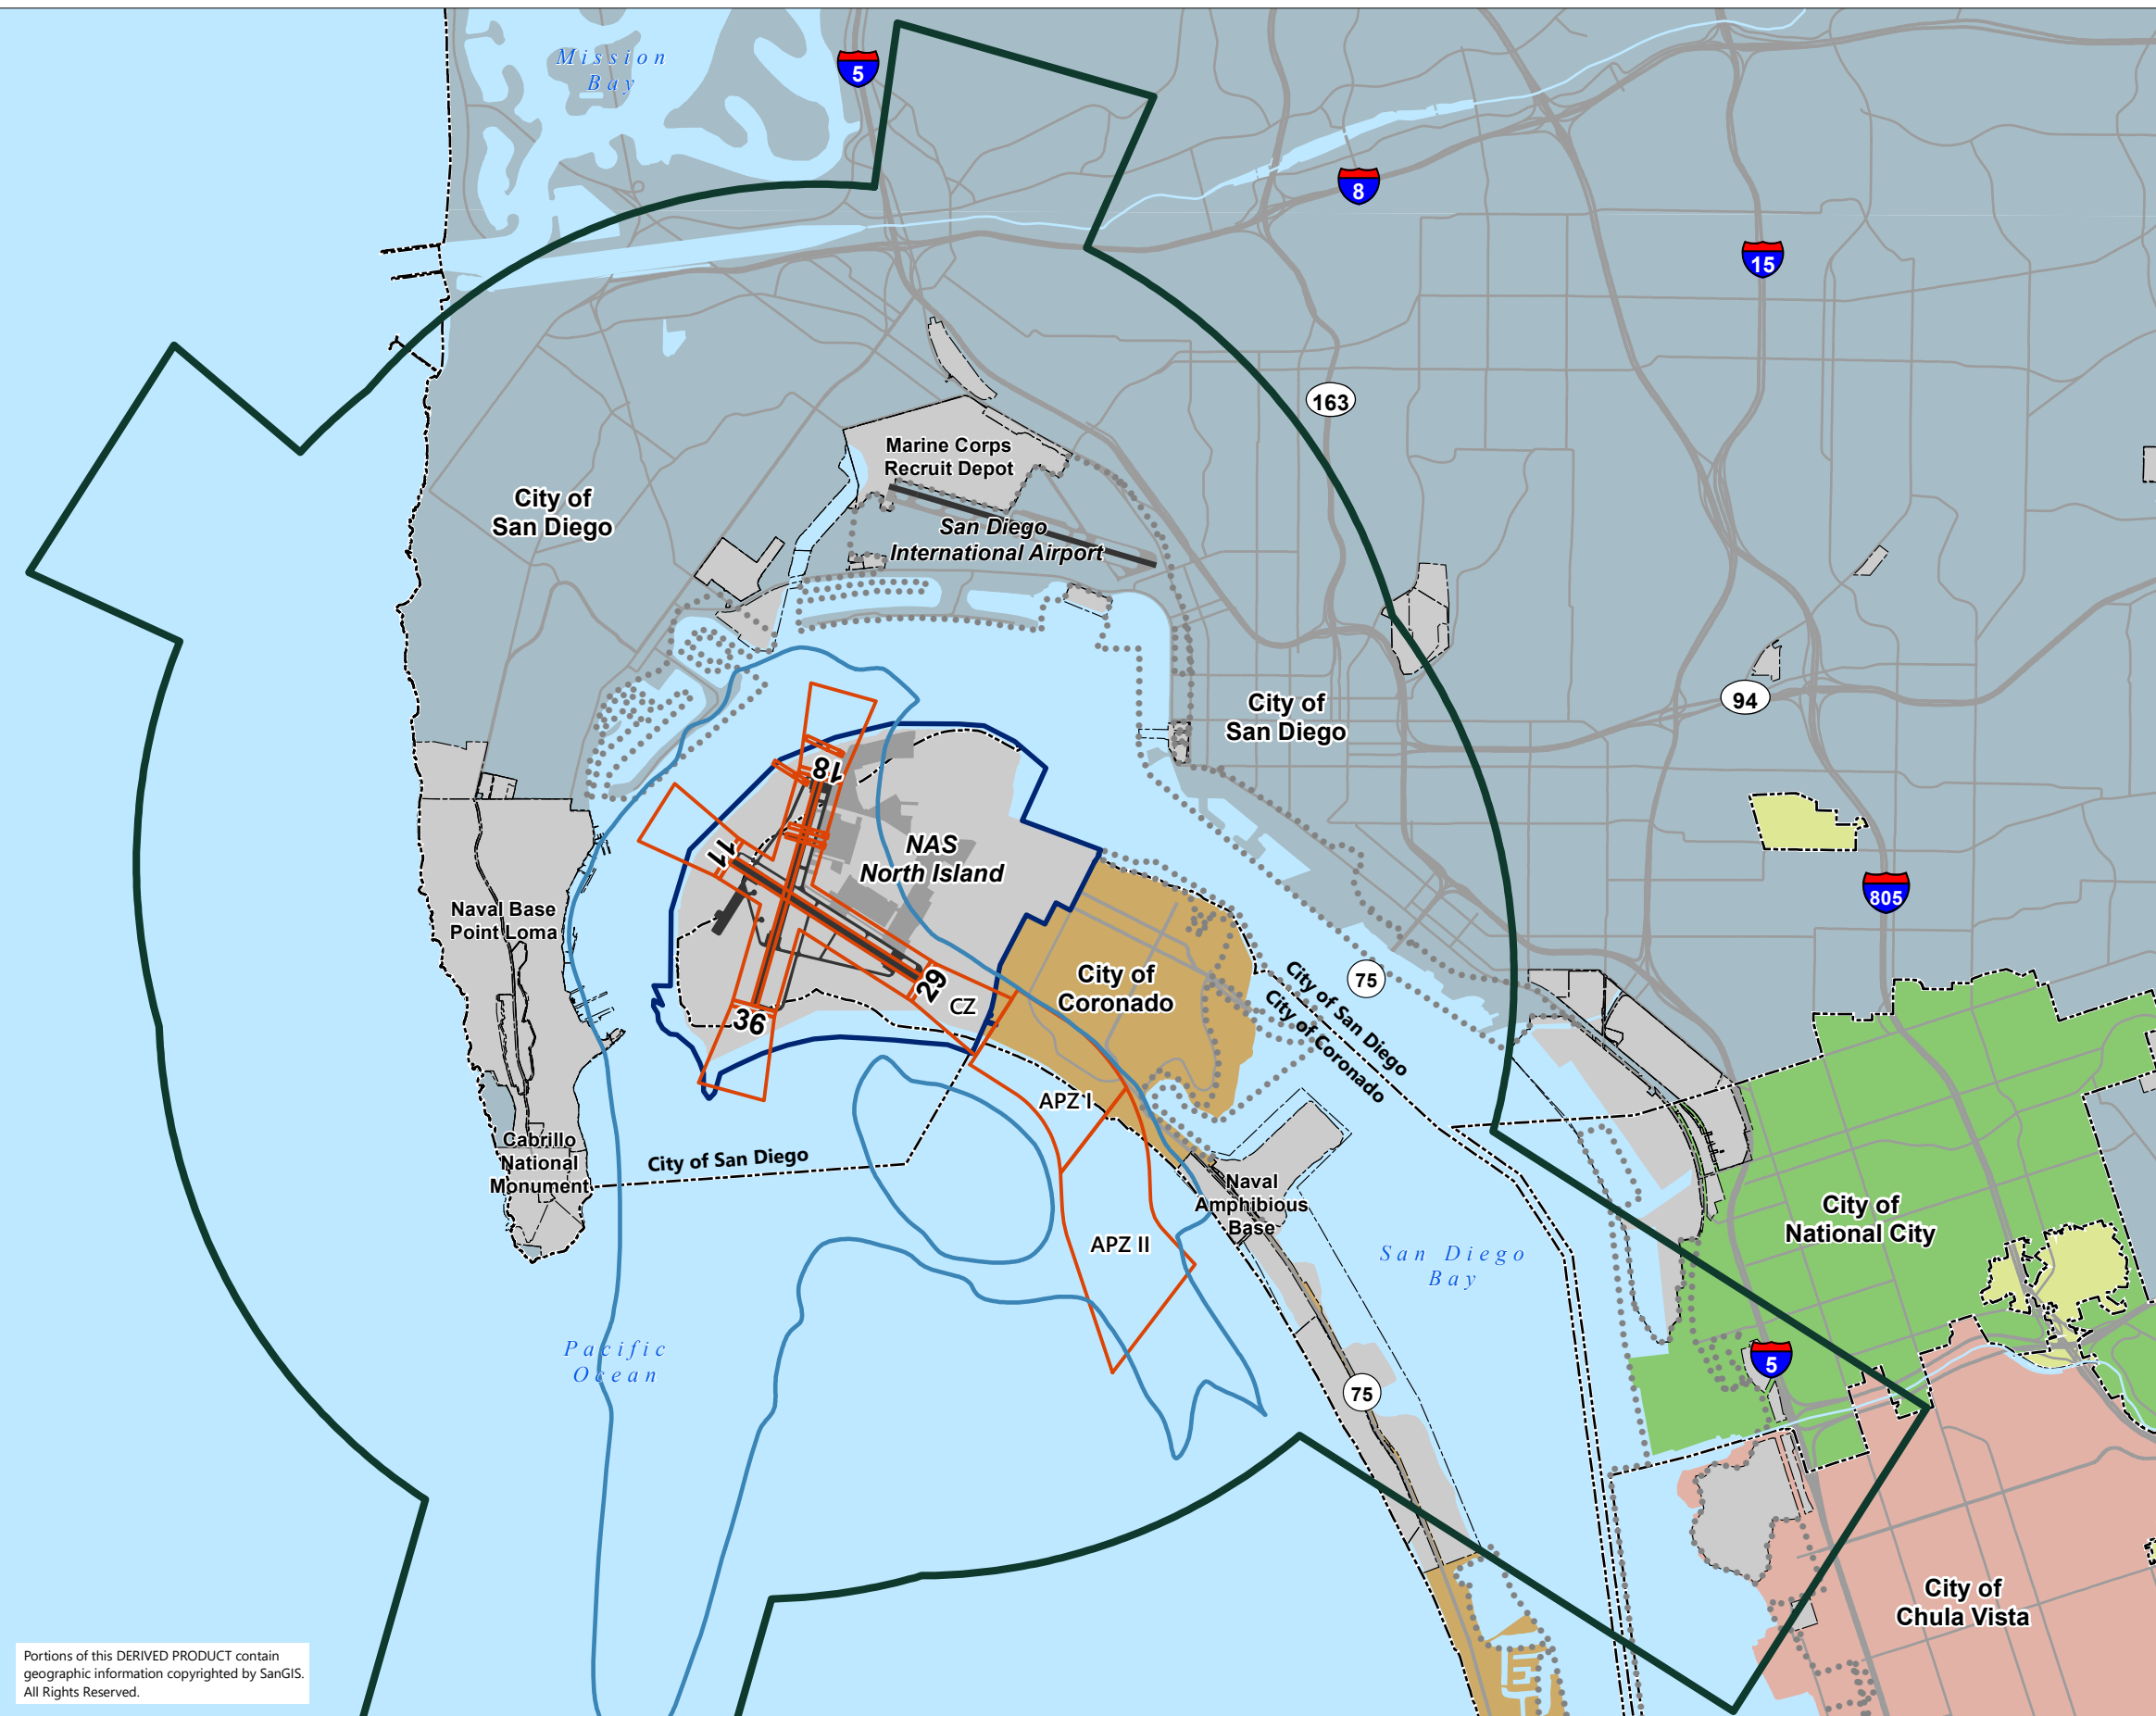 Mission
Bay
5
8
15
163
Marine Corps
Recruit Depot
City of
San Diego
San Diego
International Airport
City of
San Diego
94
18
11
NAS
North Island
805
Naval Base
Point Loma
29
CZ
36
City of
Coronado
75
City of San Diego
City of Coronado
APZ I
Cabrillo
National
Monument
City of San Diego
Naval
Amphibious
Base
APZ II
San Diego
Bay
City of
National City
Pacific
Ocean
5
75
City of
Chula Vista
Portions of this DERIVED PRODUCT contain
geographic information copyrighted by SanGIS.
All Rights Reserved.